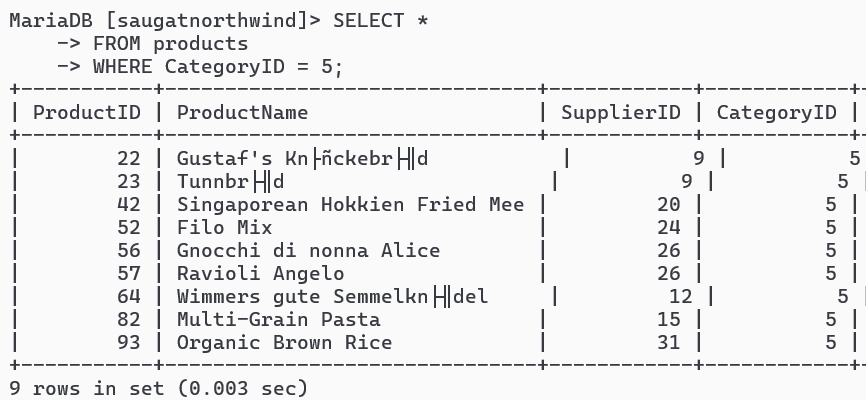 MariaDB [saugatnorthwind]> SELECT *
    -> FROM products
    -> WHERE CategoryID = 5;
+-----------+--------------------------------+------------+------------+-
| ProductID | ProductName                    | SupplierID | CategoryID |
+-----------+--------------------------------+------------+------------+-
|        22 | Gustaf's Kn├ñckebr├╢d           |          9 |          5
|        23 | Tunnbr├╢d                      |          9 |          5 |
|        42 | Singaporean Hokkien Fried Mee |         20 |          5 |
|        52 | Filo Mix                       |         24 |          5 |
|        56 | Gnocchi di nonna Alice         |         26 |          5 |
|        57 | Ravioli Angelo                 |         26 |          5 |
|        64 | Wimmers gute Semmelkn├╢del     |         12 |          5 |
|        82 | Multi-Grain Pasta              |         15 |          5 |
|        93 | Organic Brown Rice             |         31 |          5 |
+-----------+--------------------------------+------------+------------+-
9 rows in set (0.003 sec)